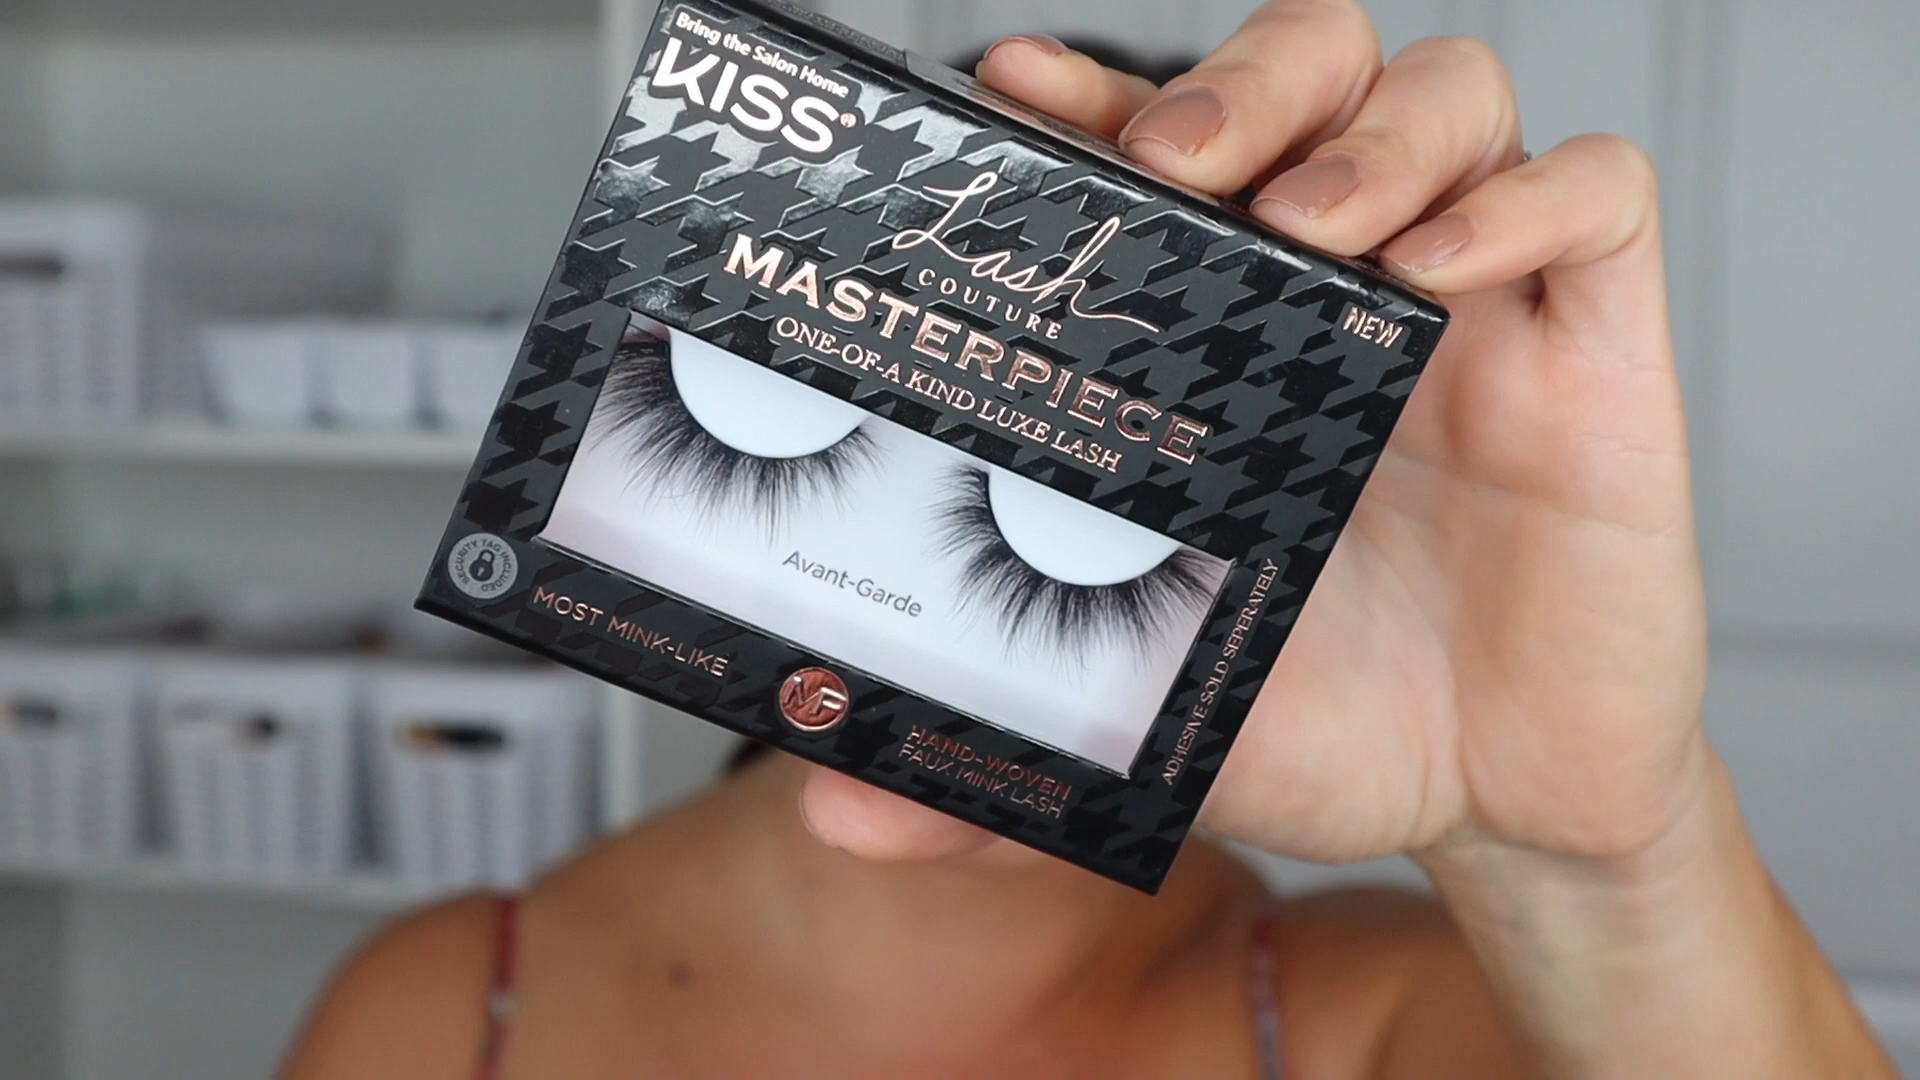 Bring the Salon Home
KISS®
Lash
COUTURE
MASTERPIECE
ONE-OF-A KIND LUXE LASH
NEW
Avant-Garde
SECURITY TAG INCLUDED
MOST MINK-LIKE
MP
HAND-WOVEN
FAUX MINK LASH
ADHESIVE SOLD SEPERATELY